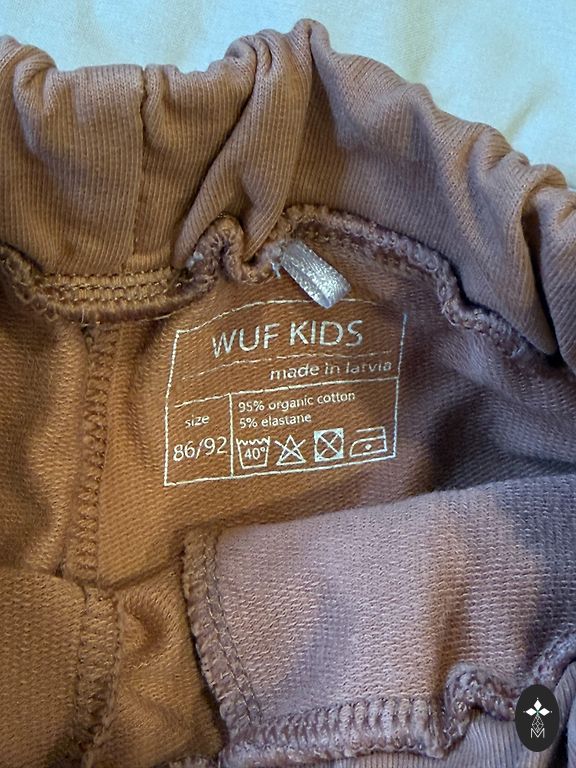 WUF KIDS
made in latvia
size
86/92
95% organic cotton
5% elastane
40°